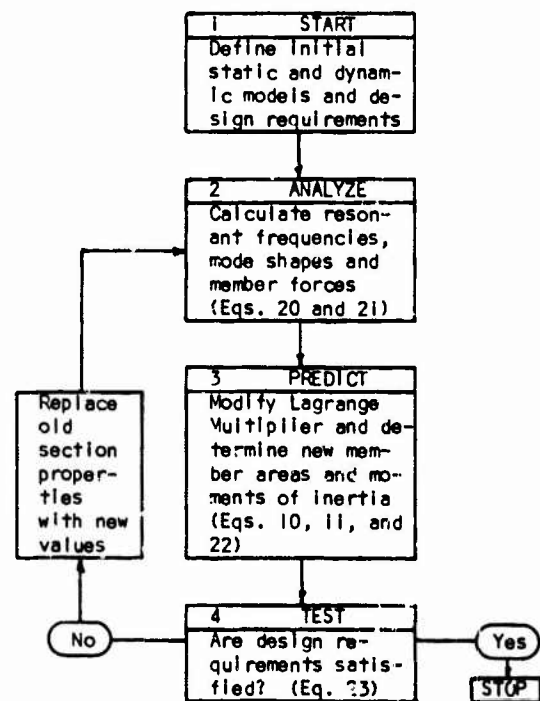 1 START
Define initial
static and dynam-
ic models and de-
sign requirements
2 ANALYZE
Calculate reson-
ant frequencies,
mode shapes and
member forces
(Eqs. 20 and 21)
3 PREDICT
Modify Lagrange
Multiplier and de-
termine new mem-
ber areas and mo-
ments of inertia
(Eqs. 10, 11, and
22)
Replace
old
section
proper-
ties
with new
values
4 TEST
Are design re-
quirements satis-
fied? (Eq. 23)
No
Yes
STOP